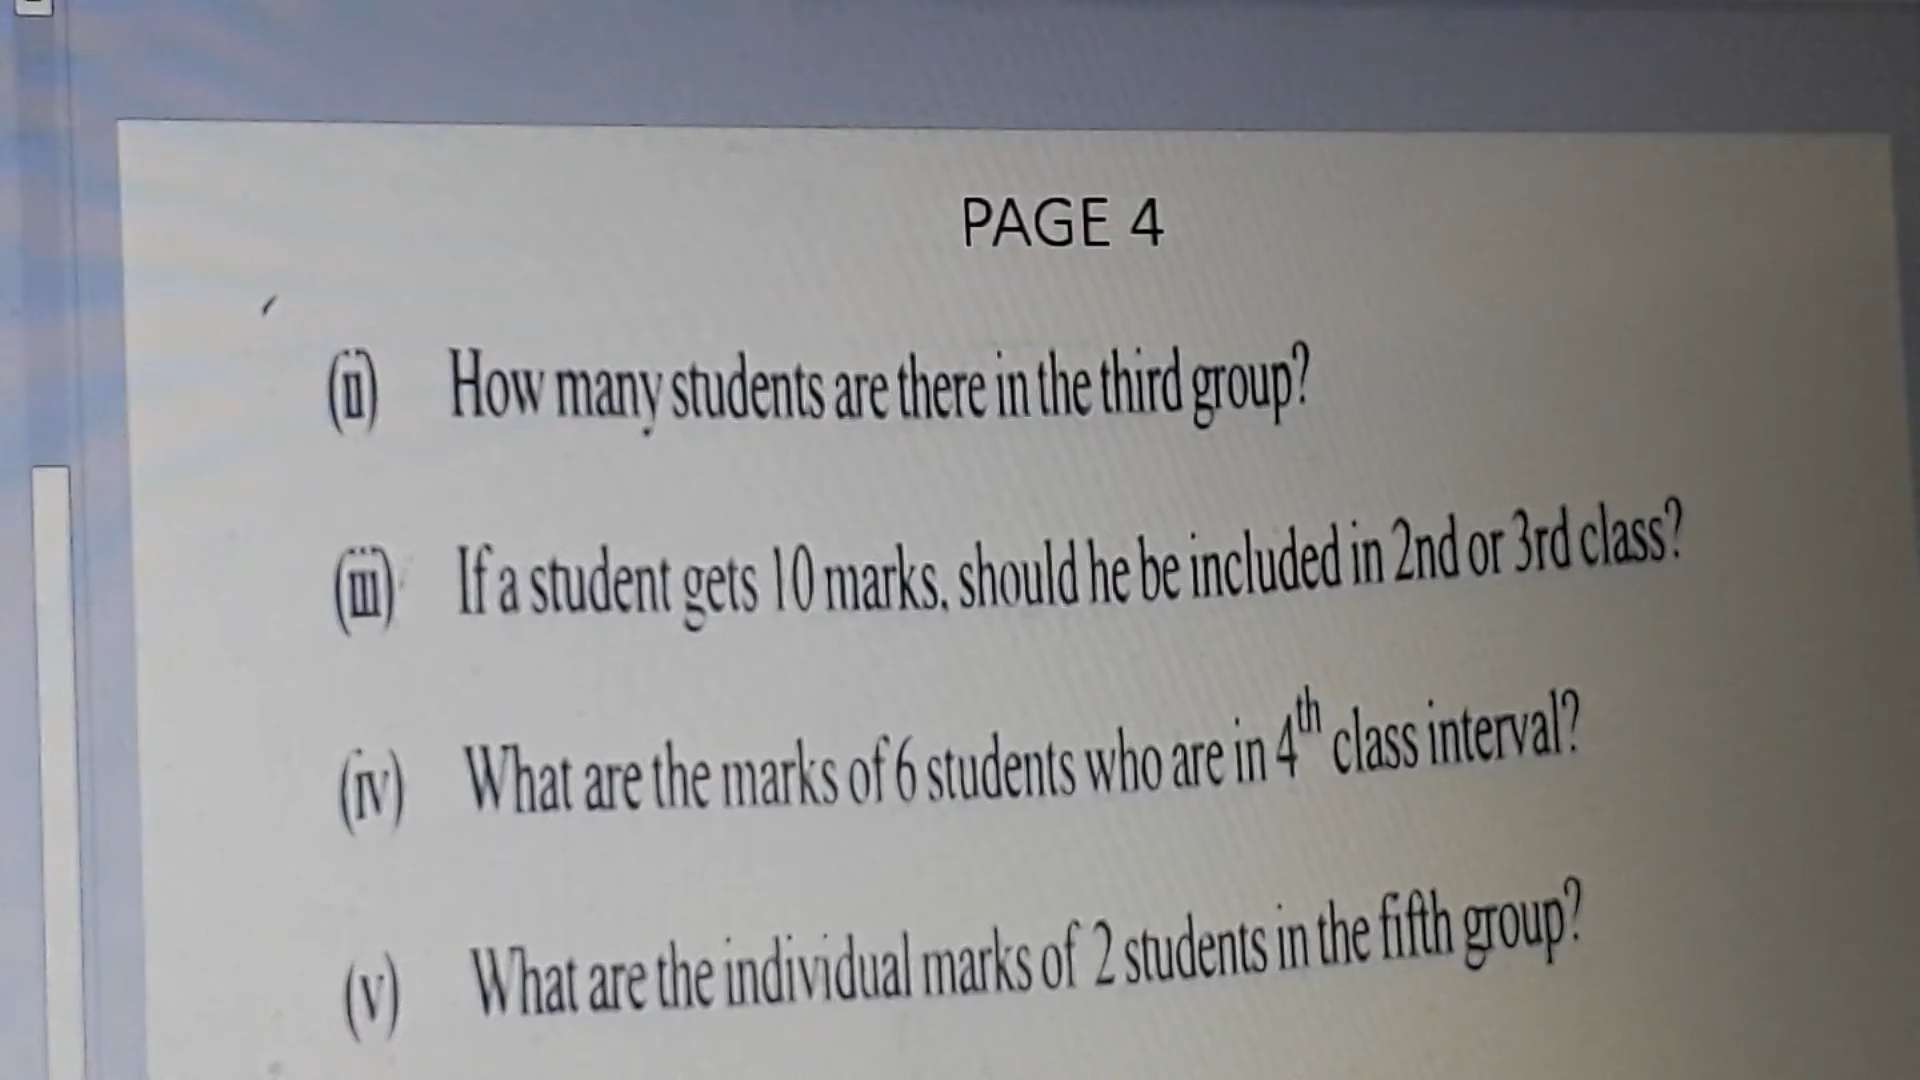 PAGE 4
(ii) How many students are there in the third group?
(iii) If a student gets 10 marks, should he be included in 2nd or 3rd class?
(iv) What are the marks of 6 students who are in 4th class interval?
(v) What are the individual marks of 2 students in the fifth group?